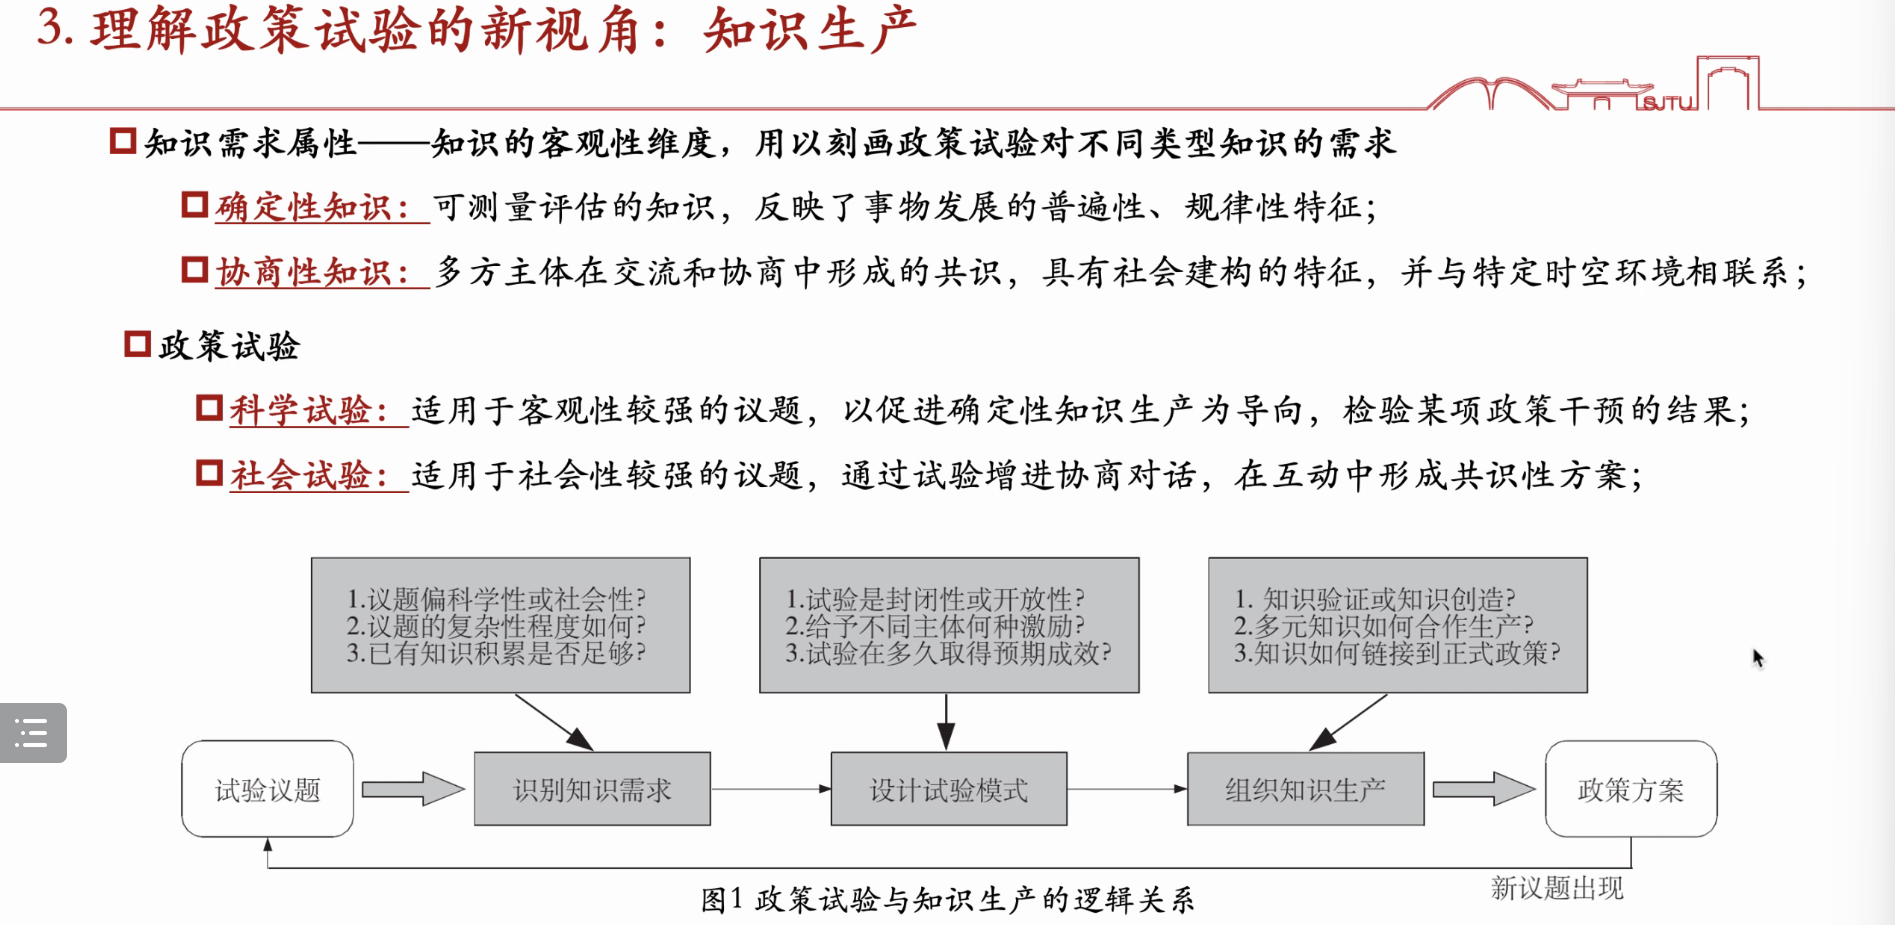 3. 理解政策试验的新视角：知识生产
SJTU
知识需求属性——知识的客观性维度，用以刻画政策试验对不同类型知识的需求
确定性知识：可测量评估的知识，反映了事物发展的普遍性、规律性特征；
协商性知识：多方主体在交流和协商中形成的共识，具有社会建构的特征，并与特定时空环境相联系；
政策试验
科学试验：适用于客观性较强的议题，以促进确定性知识生产为导向，检验某项政策干预的结果；
社会试验：适用于社会性较强的议题，通过试验增进协商对话，在互动中形成共识性方案；
1.议题偏科学性或社会性?
2.议题的复杂性程度如何?
3.已有知识积累是否足够?
1.试验是封闭性或开放性?
2.给予不同主体何种激励?
3.试验在多久取得预期成效?
1. 知识验证或知识创造?
2.多元知识如何合作生产?
3.知识如何链接到正式政策?
试验议题
识别知识需求
设计试验模式
组织知识生产
政策方案
新议题出现
图1 政策试验与知识生产的逻辑关系